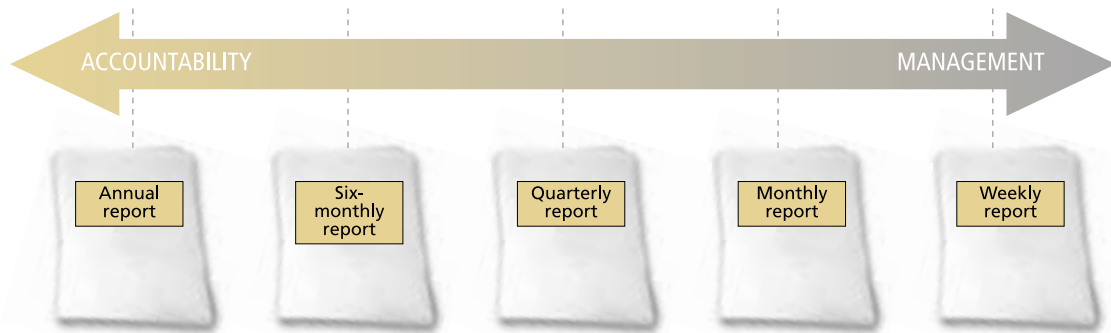 ACCOUNTABILITY
MANAGEMENT
Annual
report
Six-
monthly
report
Quarterly
report
Monthly
report
Weekly
report